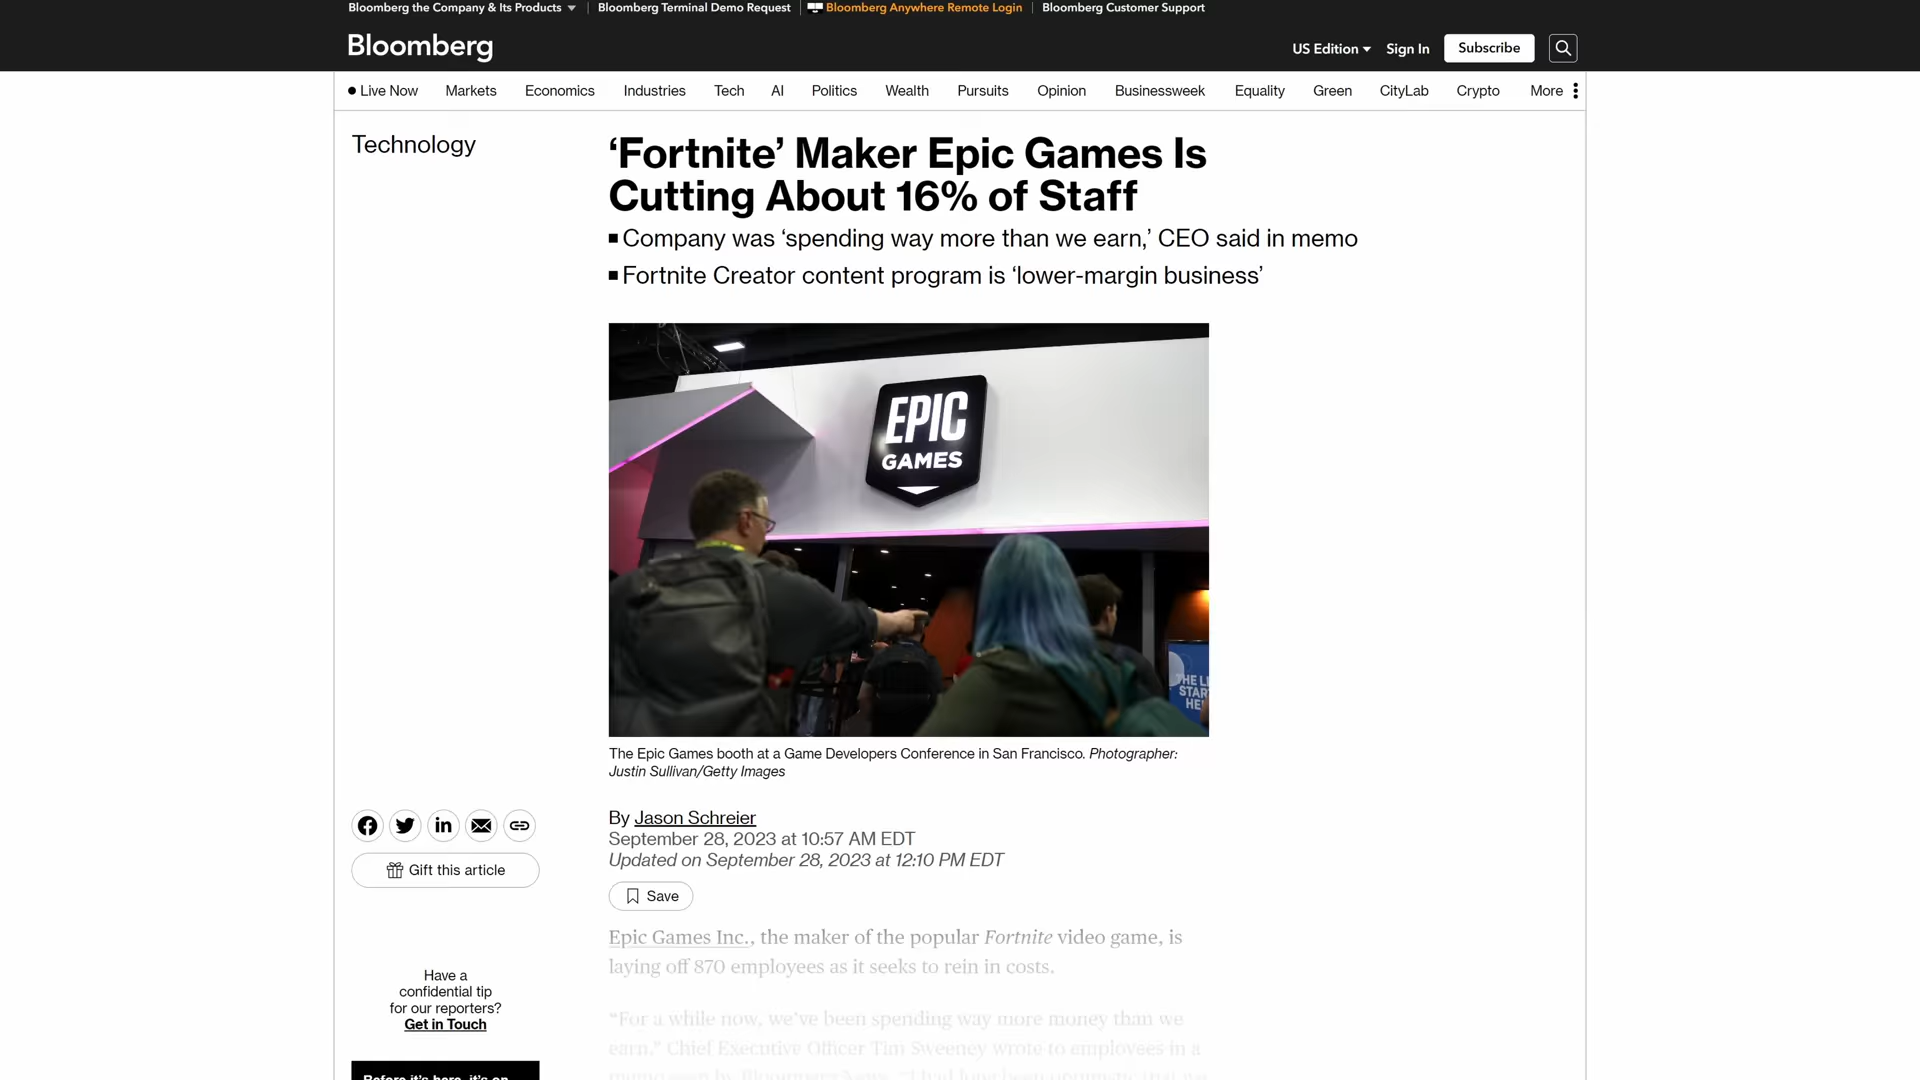 Bloomberg the Company & Its Products
Bloomberg Terminal Demo Request
Bloomberg Anywhere Remote Login
Bloomberg Customer Support
Bloomberg
US Edition
Sign In
Subscribe
Live Now
Markets
Economics
Industries
Tech
AI
Politics
Wealth
Pursuits
Opinion
Businessweek
Equality
Green
CityLab
Crypto
More
Technology
‘Fortnite’ Maker Epic Games Is
Cutting About 16% of Staff
Company was ‘spending way more than we earn,’ CEO said in memo
Fortnite Creator content program is ‘lower-margin business’
EPIC
GAMES
THE
STAR
The Epic Games booth at a Game Developers Conference in San Francisco. Photographer:
Justin Sullivan/Getty Images
By Jason Schreier
September 28, 2023 at 10:57 AM EDT
Updated on September 28, 2023 at 12:10 PM EDT
Gift this article
Save
Epic Games Inc., the maker of the popular Fortnite video game, is
laying off 870 employees as it seeks to rein in costs.
Have a
confidential tip
for our reporters?
Get in Touch
“For a while now, we’ve been spending way more money than we
earn,” Chief Executive Officer Tim Sweeney wrote to employees in a
memo seen by Bloomberg News. “I had long been optimistic that we
Before it’s here, it’s on